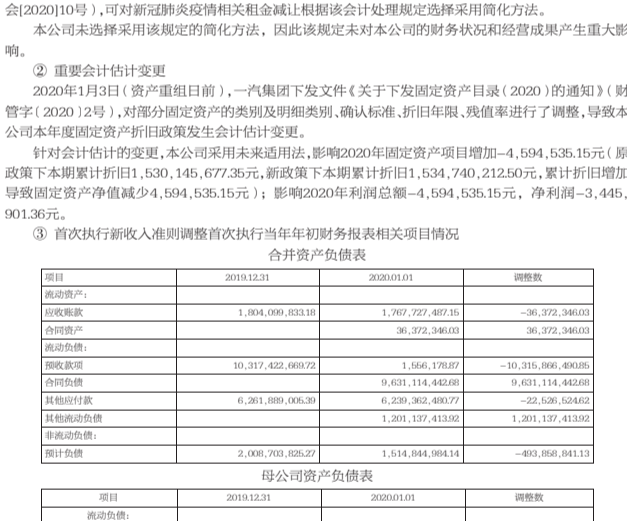 会[2020]10号），可对新冠肺炎疫情相关租金减让根据该会计处理规定选择采用简化方法。
本公司未选择采用该规定的简化方法，因此该规定未对本公司的财务状况和经营成果产生重大影
响。
② 重要会计估计变更
2020年1月3日（资产重组日前），一汽集团下发文件《关于下发固定资产目录（2020）的通知》（财
管字（2020）2号），对部分固定资产的类别及明细类别、确认标准、折旧年限、残值率进行了调整，导致本
公司本年度固定资产折旧政策发生会计估计变更。
针对会计估计的变更，本公司采用未来适用法，影响2020年固定资产项目增加-4,594,535.15元（原
政策下本期累计折旧1,530,145,677.35元，新政策下本期累计折旧1,534,740,212.50元，累计折旧增加
导致固定资产净值减少4,594,535.15元）；影响2020年利润总额-4,594,535.15元，净利润-3,445,
901.36元。
③ 首次执行新收入准则调整首次执行当年年初财务报表相关项目情况
合并资产负债表
项目 2019.12.31 2020.01.01 调整数
流动资产：
应收账款 1,804,099,833.18 1,767,727,487.15 -36,372,346.03
合同资产 36,372,346.03 36,372,346.03
流动负债：
预收款项 10,317,422,669.72 1,556,178.87 -10,315,866,490.85
合同负债 9,631,114,442.68 9,631,114,442.68
其他应付款 6,261,889,005.39 6,239,362,480.77 -22,526,524.62
其他流动负债 1,201,137,413.92 1,201,137,413.92
非流动负债：
预计负债 2,008,703,825.27 1,514,844,984.14 -493,858,841.13
母公司资产负债表
项目 2019.12.31 2020.01.01 调整数
流动负债：